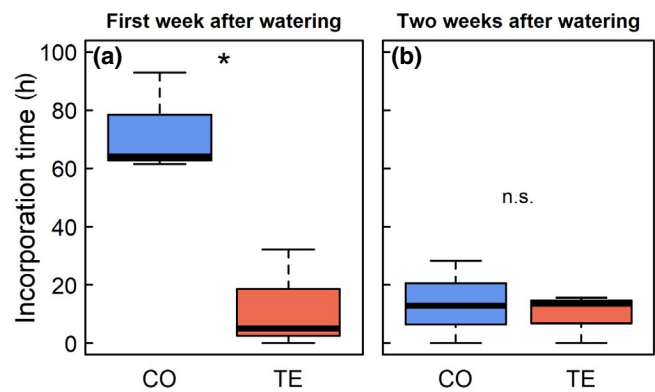 First week after watering
Two weeks after watering
Incorporation time (h)
100
80
60
40
20
0
(a)
*
(b)
n.s.
CO
TE
CO
TE